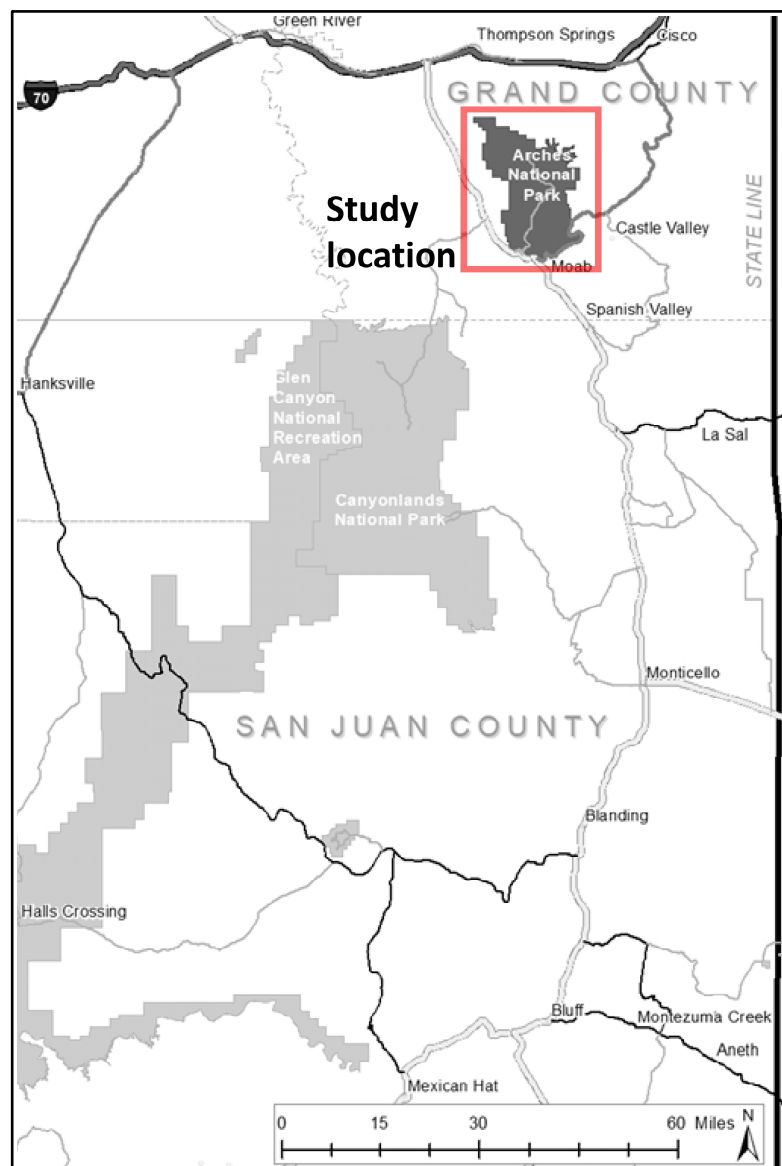 Green River
Thompson Springs
Cisco
70
GRAND COUNTY
Arches
National
Park
Study
location
Castle Valley
Moab
STATE LINE
Spanish Valley
Hanksville
Glen
Canyon
National
Recreation
Area
La Sal
Canyonlands
National Park
Monticello
SAN JUAN COUNTY
Blanding
Halls Crossing
Bluff
Montezuma Creek
Aneth
Mexican Hat
0 15 30 60 Miles
N